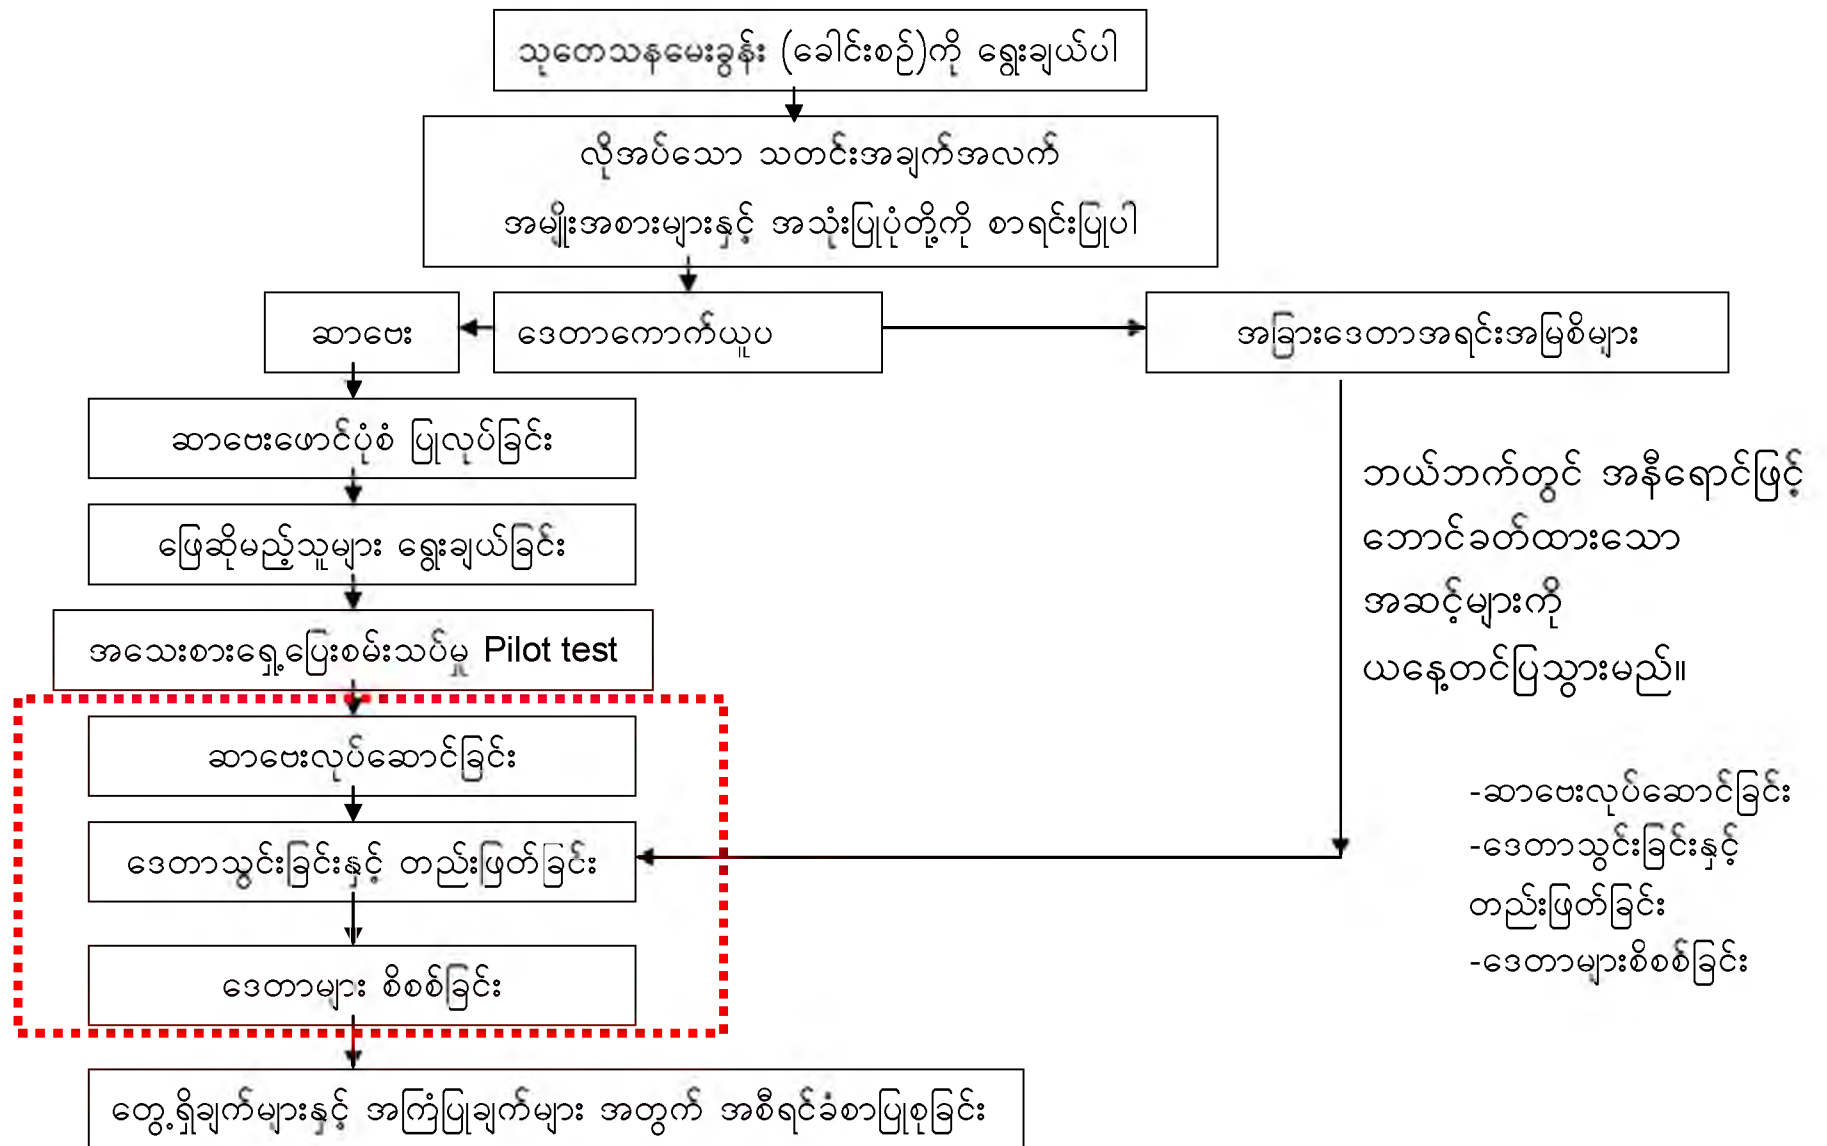 သုတေသနမေးခွန်း (ခေါင်းစဉ်)ကို ရွေးချယ်ပါ
လိုအပ်သော သတင်းအချက်အလက်
အမျိုးအစားများနှင့် အသုံးပြုပုံတို့ကို စာရင်းပြုပါ
ဆာဗေး
ဒေတာကောက်ယူပ
အခြားဒေတာအရင်းအမြစ်များ
ဆာဗေးဖောင်ပုံစံ ပြုလုပ်ခြင်း
ဖြေဆိုမည့်သူများ ရွေးချယ်ခြင်း
အသေးစားရှေ့ပြေးစမ်းသပ်မှု Pilot test
ဆာဗေးလုပ်ဆောင်ခြင်း
ဒေတာသွင်းခြင်းနှင့် တည်းဖြတ်ခြင်း
ဒေတာများ စိစစ်ခြင်း
တွေ့ရှိချက်များနှင့် အကြံပြုချက်များ အတွက် အစီရင်ခံစာပြုစုခြင်း
ဘယ်ဘက်တွင် အနီရောင်ဖြင့်
ဘောင်ခတ်ထားသော
အဆင့်များကို
ယနေ့တင်ပြသွားမည်။
-ဆာဗေးလုပ်ဆောင်ခြင်း
-ဒေတာသွင်းခြင်းနှင့်
တည်းဖြတ်ခြင်း
-ဒေတာများစိစစ်ခြင်း